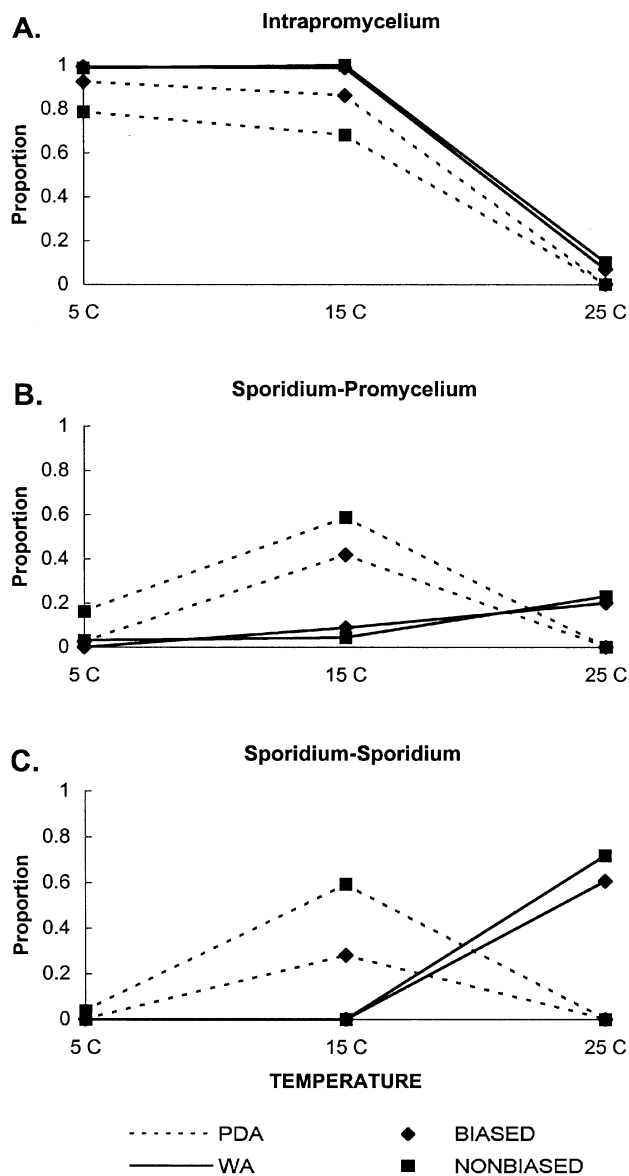 A.
Intrapromycelium
Proportion
1
0.8
0.6
0.4
0.2
0
5 C 15 C 25 C
B.
Sporidium-Promycelium
Proportion
1
0.8
0.6
0.4
0.2
0
5 C 15 C 25 C
C.
Sporidium-Sporidium
Proportion
1
0.8
0.6
0.4
0.2
0
5 C 15 C 25 C
TEMPERATURE
PDA BIASED
WA NONBIASED